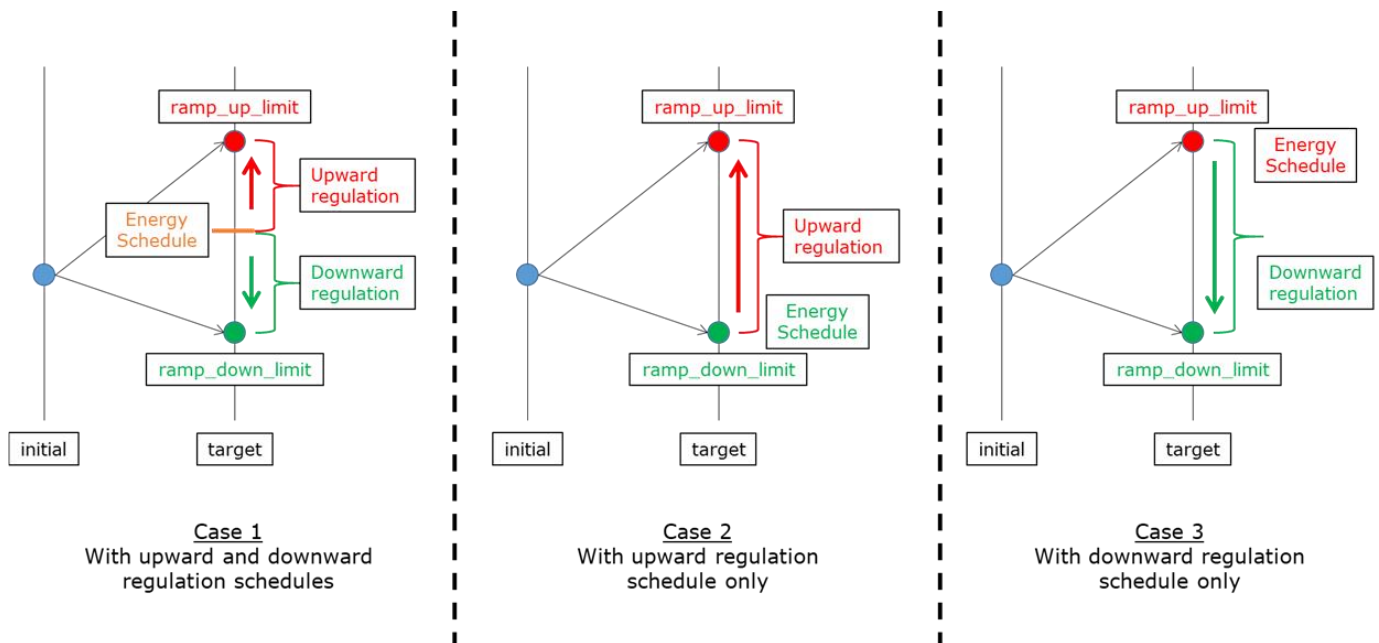 ramp_up_limit
Upward
regulation
Energy
Schedule
Downward
regulation
ramp_down_limit
initial
target
Case 1
With upward and downward
regulation schedules
ramp_up_limit
Upward
regulation
Energy
Schedule
ramp_down_limit
initial
target
Case 2
With upward regulation
schedule only
ramp_up_limit
Energy
Schedule
Downward
regulation
ramp_down_limit
initial
target
Case 3
With downward regulation
schedule only